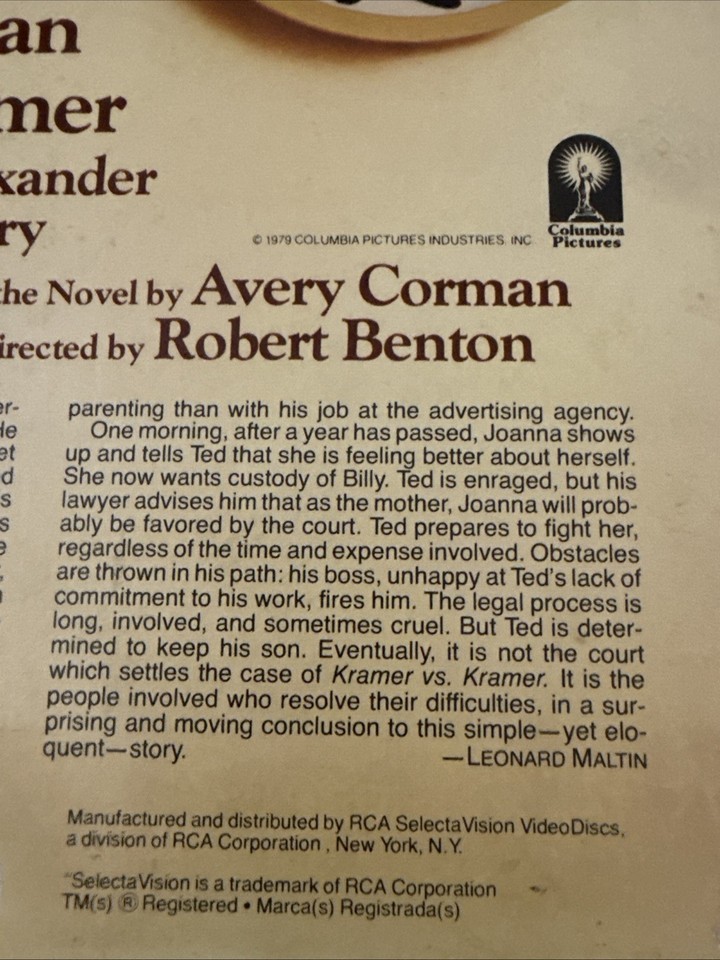 an
mer
xander
ry
© 1979 COLUMBIA PICTURES INDUSTRIES, INC
Columbia
Pictures
the Novel by Avery Corman
irected by Robert Benton
er-
le
et
d
s
s
e
,
parenting than with his job at the advertising agency.
One morning, after a year has passed, Joanna shows
up and tells Ted that she is feeling better about herself.
She now wants custody of Billy. Ted is enraged, but his
lawyer advises him that as the mother, Joanna will prob-
ably be favored by the court. Ted prepares to fight her,
regardless of the time and expense involved. Obstacles
are thrown in his path: his boss, unhappy at Ted's lack of
commitment to his work, fires him. The legal process is
long, involved, and sometimes cruel. But Ted is deter-
mined to keep his son. Eventually, it is not the court
which settles the case of Kramer vs. Kramer. It is the
people involved who resolve their difficulties, in a sur-
prising and moving conclusion to this simple—yet elo-
quent—story.
—LEONARD MALTIN
Manufactured and distributed by RCA SelectaVision VideoDiscs,
a division of RCA Corporation , New York, N.Y.
"SelectaVision is a trademark of RCA Corporation
TM(s) ® Registered • Marca(s) Registrada(s)